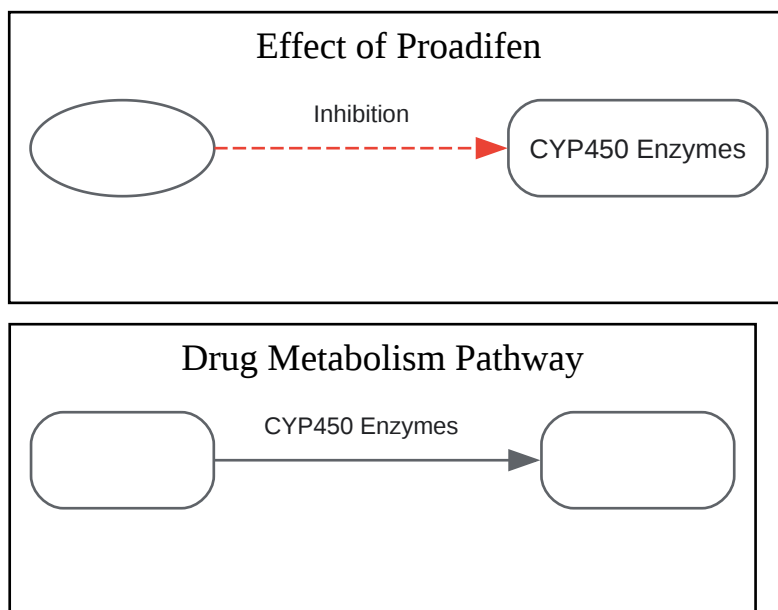 Effect of Proadifen
Inhibition
CYP450 Enzymes
Drug Metabolism Pathway
CYP450 Enzymes